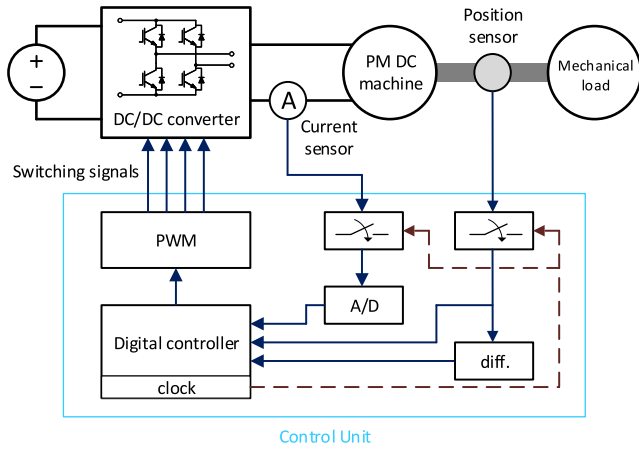 Position
sensor
+
−
PM DC
machine
Mechanical
load
DC/DC converter
A
Current
sensor
Switching signals
PWM
A/D
Digital controller
diff.
clock
Control Unit